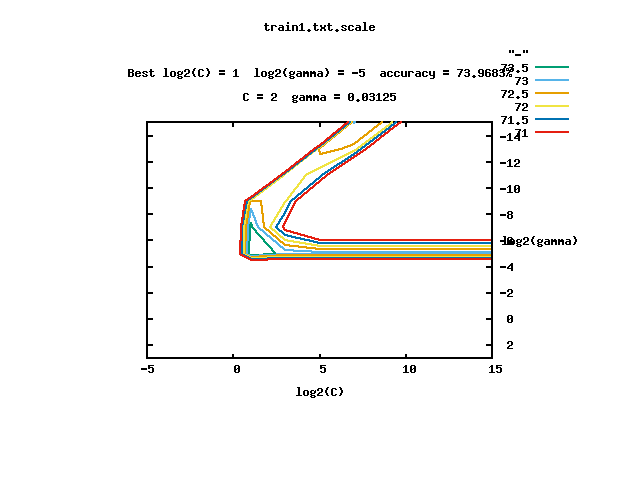 train1.txt.scale
"-"
Best log2(C) = 1  log2(gamma) = -5  accuracy = 73.9683%
73.5
73
72.5
72
71.5
71
C = 2  gamma = 0.03125
-14
-12
-10
-8
-6
log2(gamma)
-4
-2
0
2
-5 0 5 10 15
log2(C)